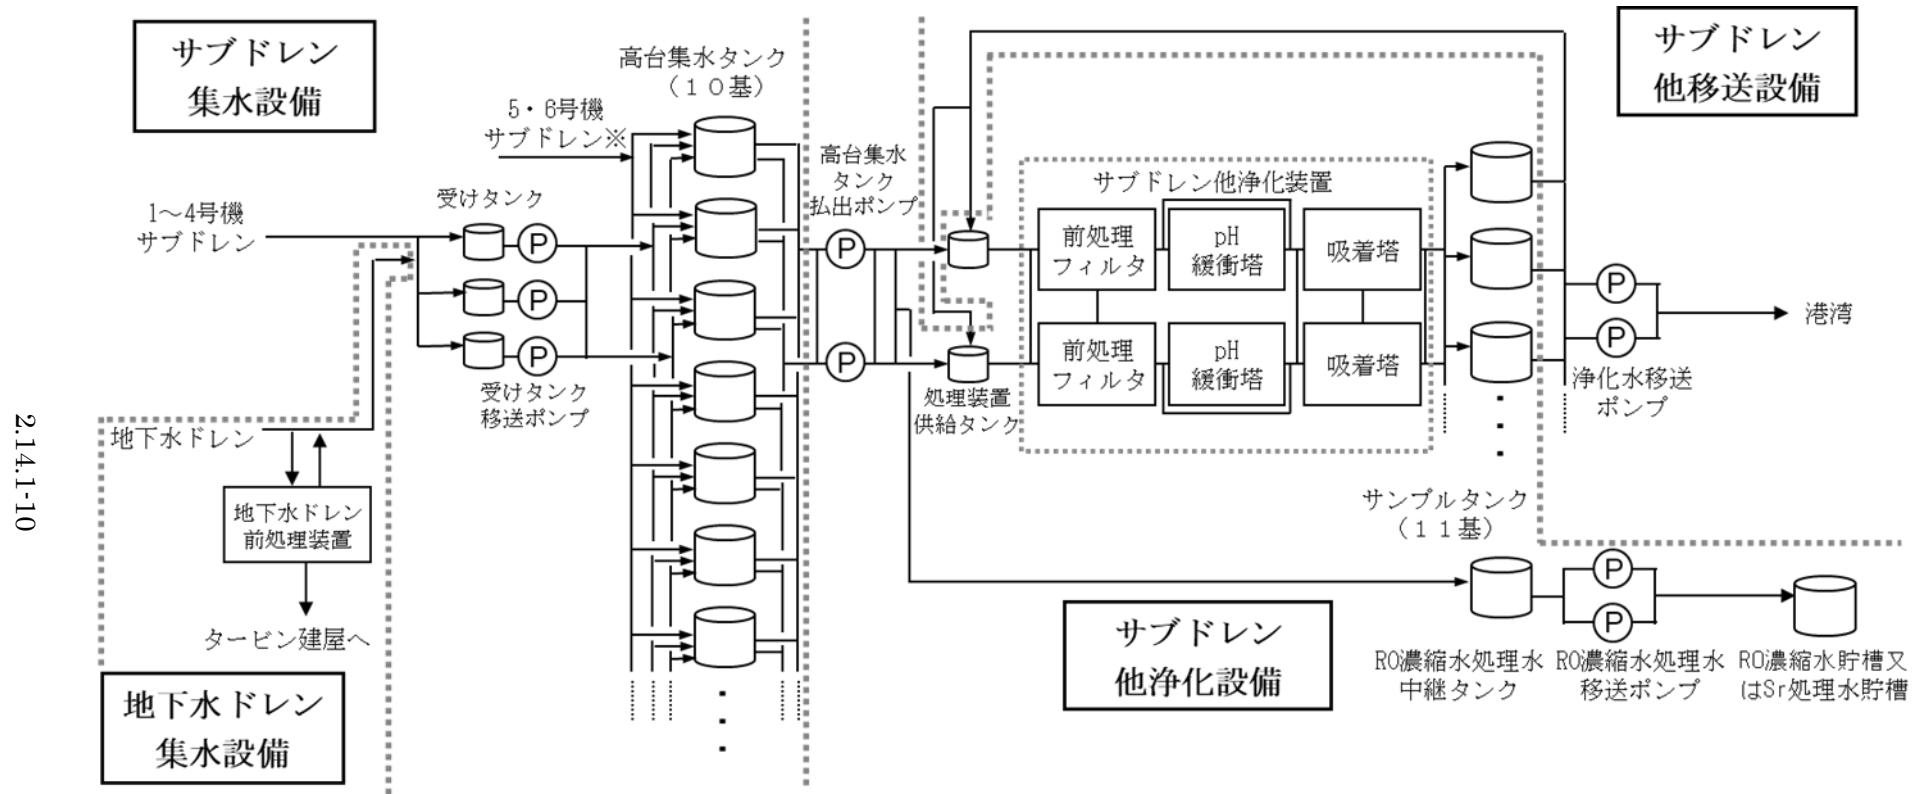 サブドレン
集水設備
高台集水タンク
（１０基）
5・6号機
サブドレン※
1～4号機
サブドレン
受けタンク
P
P
P
受けタンク
移送ポンプ
地下水ドレン
地下水ドレン
前処理装置
タービン建屋へ
地下水ドレン
集水設備
高台集水
タンク
払出ポンプ
P
P
処理装置
供給タンク
サブドレン他浄化装置
前処理
フィルタ
pH
緩衝塔
吸着塔
前処理
フィルタ
pH
緩衝塔
吸着塔
サンプルタンク
（１１基）
サブドレン
他移送設備
P
P
浄化水移送
ポンプ
港湾
サブドレン
他浄化設備
RO濃縮水処理水
中継タンク
P
P
RO濃縮水処理水
移送ポンプ
RO濃縮水貯槽又
はSr処理水貯槽
2.14.1-10